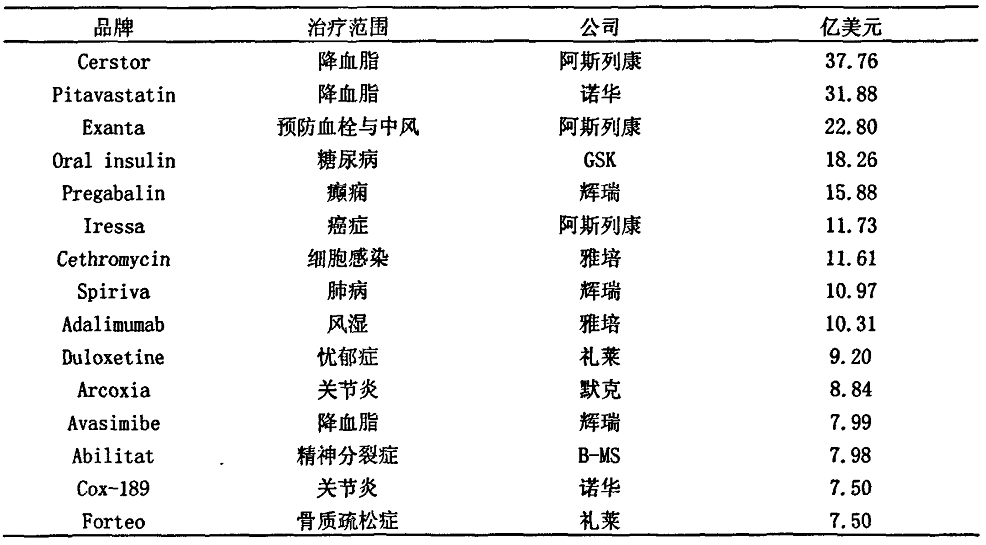 品牌 治疗范围 公司 亿美元
Cerstor 降血脂 阿斯列康 37.76
Pitavastatin 降血脂 诺华 31.88
Exanta 预防血栓与中风 阿斯列康 22.80
Oral insulin 糖尿病 GSK 18.26
Pregabalin 癫痫 辉瑞 15.88
Iressa 癌症 阿斯列康 11.73
Cethromycin 细胞感染 雅培 11.61
Spiriva 肺病 辉瑞 10.97
Adalimumab 风湿 雅培 10.31
Duloxetine 忧郁症 礼莱 9.20
Arcoxia 关节炎 默克 8.84
Avasimibe 降血脂 辉瑞 7.99
Abilitat 精神分裂症 B-MS 7.98
Cox-189 关节炎 诺华 7.50
Forteo 骨质疏松症 礼莱 7.50